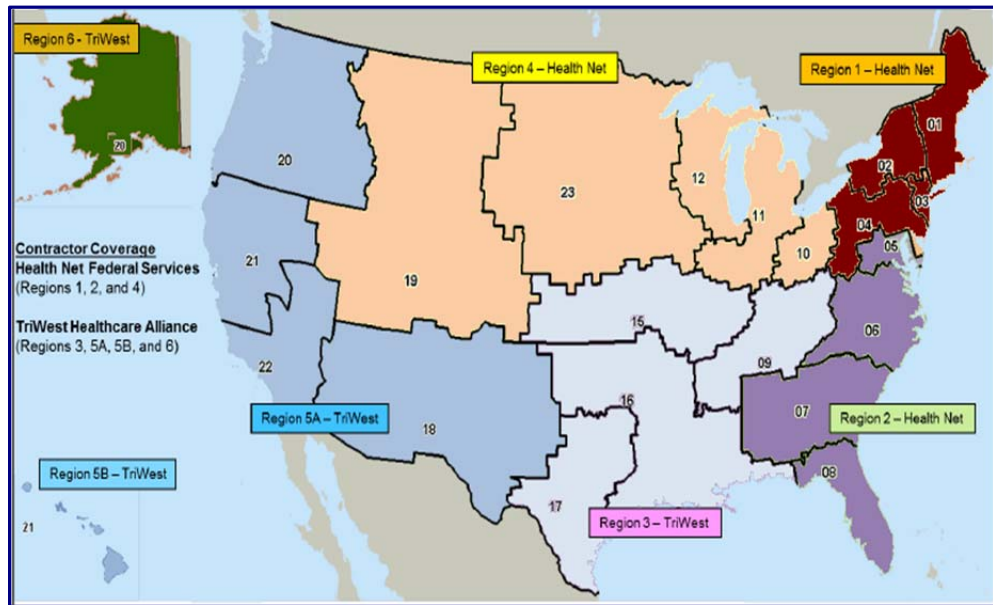 Region 6 - TriWest
Region 4 – Health Net
Region 1 – Health Net
20
01
02
03
04
05
20
12
23
11
10
Contractor Coverage
Health Net Federal Services
(Regions 1, 2, and 4)
TriWest Healthcare Alliance
(Regions 3, 5A, 5B, and 6)
21
19
15
06
09
22
16
07
Region 5A – TriWest
Region 2 – Health Net
18
Region 5B – TriWest
08
17
21
Region 3 – TriWest